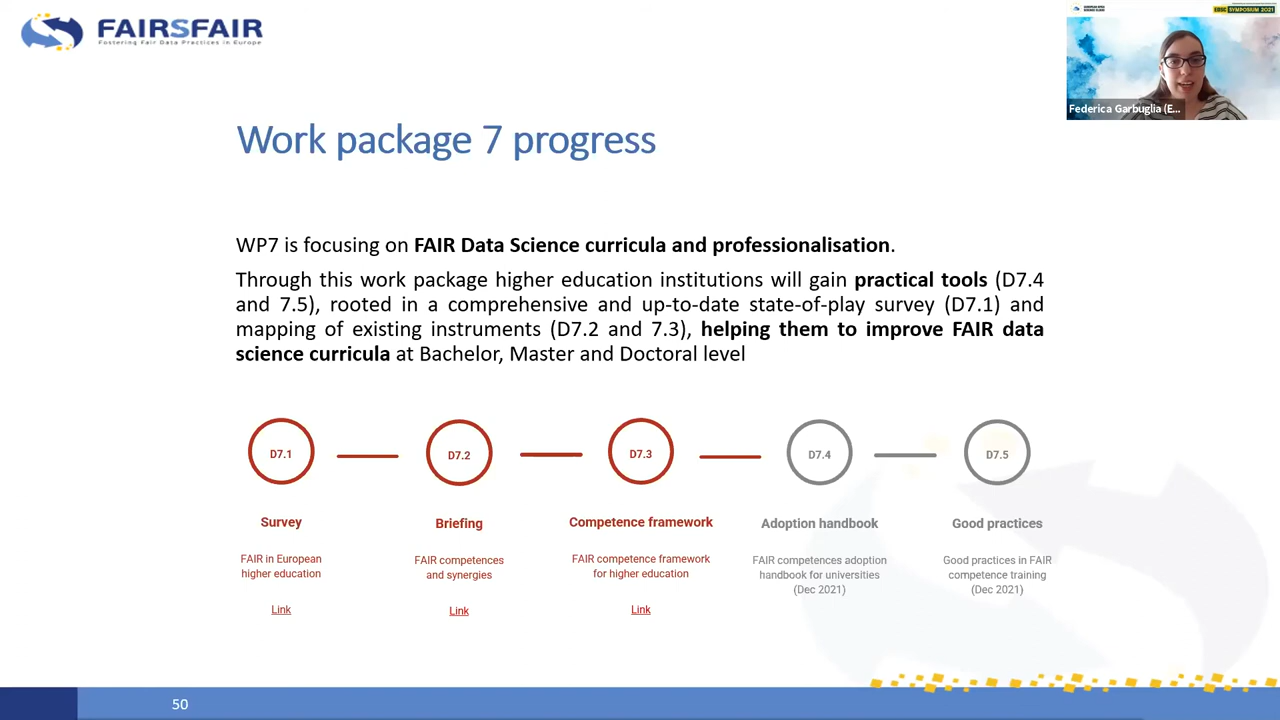 FAIRSFAIR
Fostering Fair Data Practices in Europe
EOSC SYMPOSIUM 2021
Federica Garbuglia (E...
Work package 7 progress
WP7 is focusing on FAIR Data Science curricula and professionalisation.
Through this work package higher education institutions will gain practical tools (D7.4
and 7.5), rooted in a comprehensive and up-to-date state-of-play survey (D7.1) and
mapping of existing instruments (D7.2 and 7.3), helping them to improve FAIR data
science curricula at Bachelor, Master and Doctoral level
D7.1
D7.2
D7.3
D7.4
D7.5
Survey
Briefing
Competence framework
Adoption handbook
Good practices
FAIR in European
higher education
FAIR competences
and synergies
FAIR competence framework
for higher education
FAIR competences adoption
handbook for universities
(Dec 2021)
Good practices in FAIR
competence training
(Dec 2021)
Link
Link
Link
50